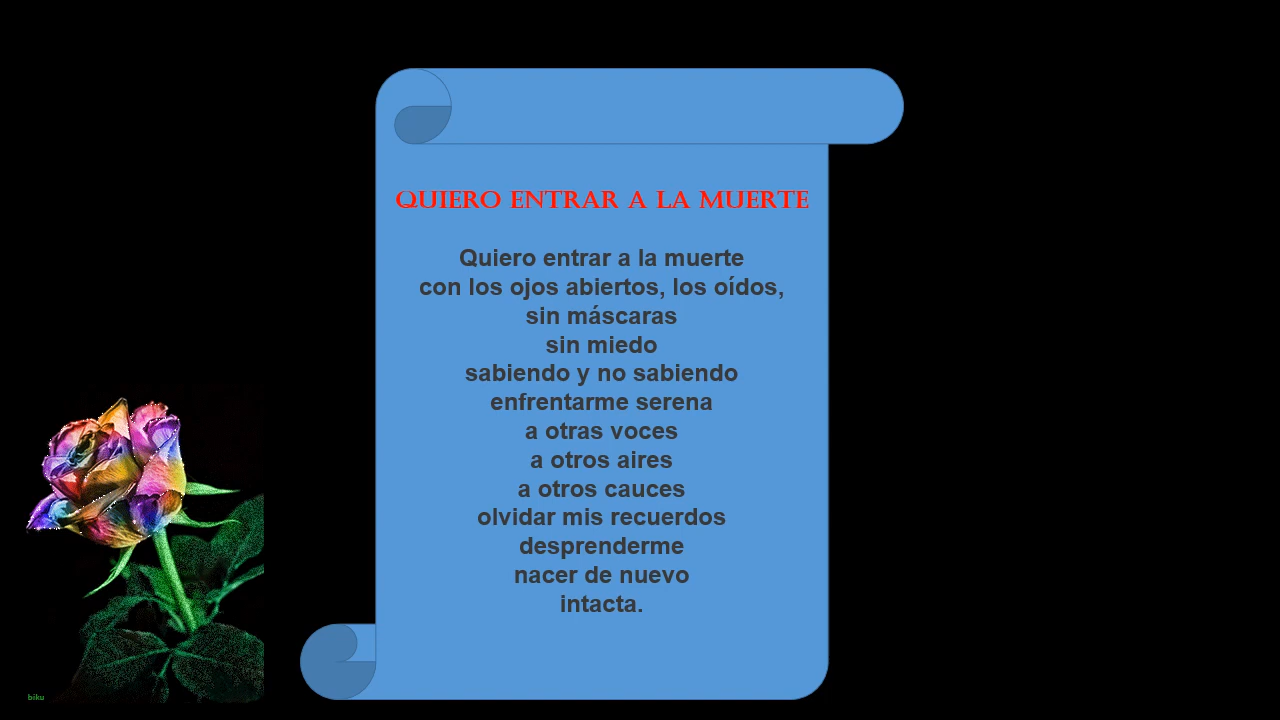 QUIERO ENTRAR A LA MUERTE
Quiero entrar a la muerte
con los ojos abiertos, los oídos,
sin máscaras
sin miedo
sabiendo y no sabiendo
enfrentarme serena
a otras voces
a otros aires
a otros cauces
olvidar mis recuerdos
desprenderme
nacer de nuevo
intacta.
biku